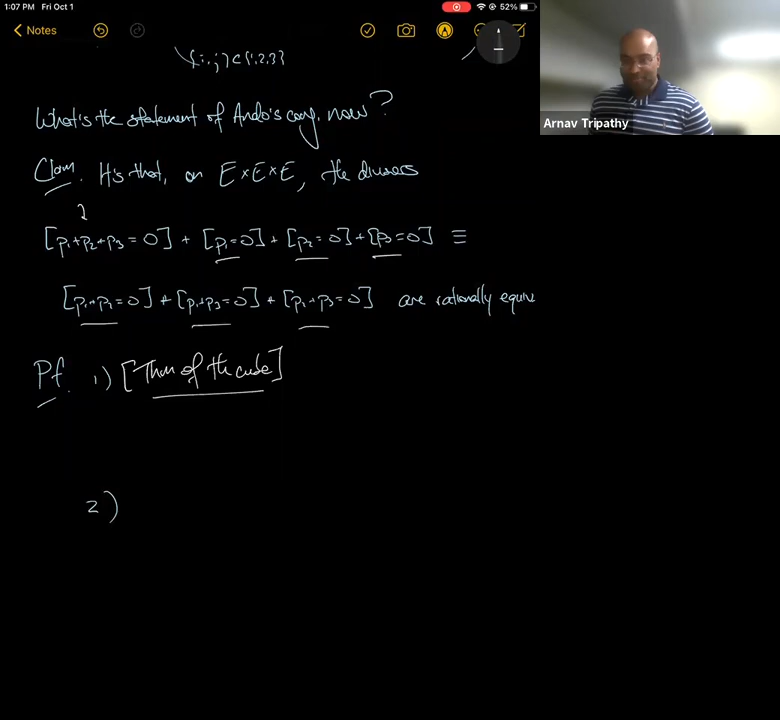 1:07 PM Fri Oct 1
52%
Notes
{i,j}⊂{1,2,3}
What's the statement of Ando's conj. now?
Claim. It's that, on E×E×E, the divisors
[p₁+p₂+p₃=0] + [p₁=0] + [p₂=0] + [p₃=0] ≡
[p₁+p₂=0] + [p₁+p₃=0] + [p₂+p₃=0] are rationally equiv
Pf. 1) [Thm of the cube]
2)
Arnav Tripathy